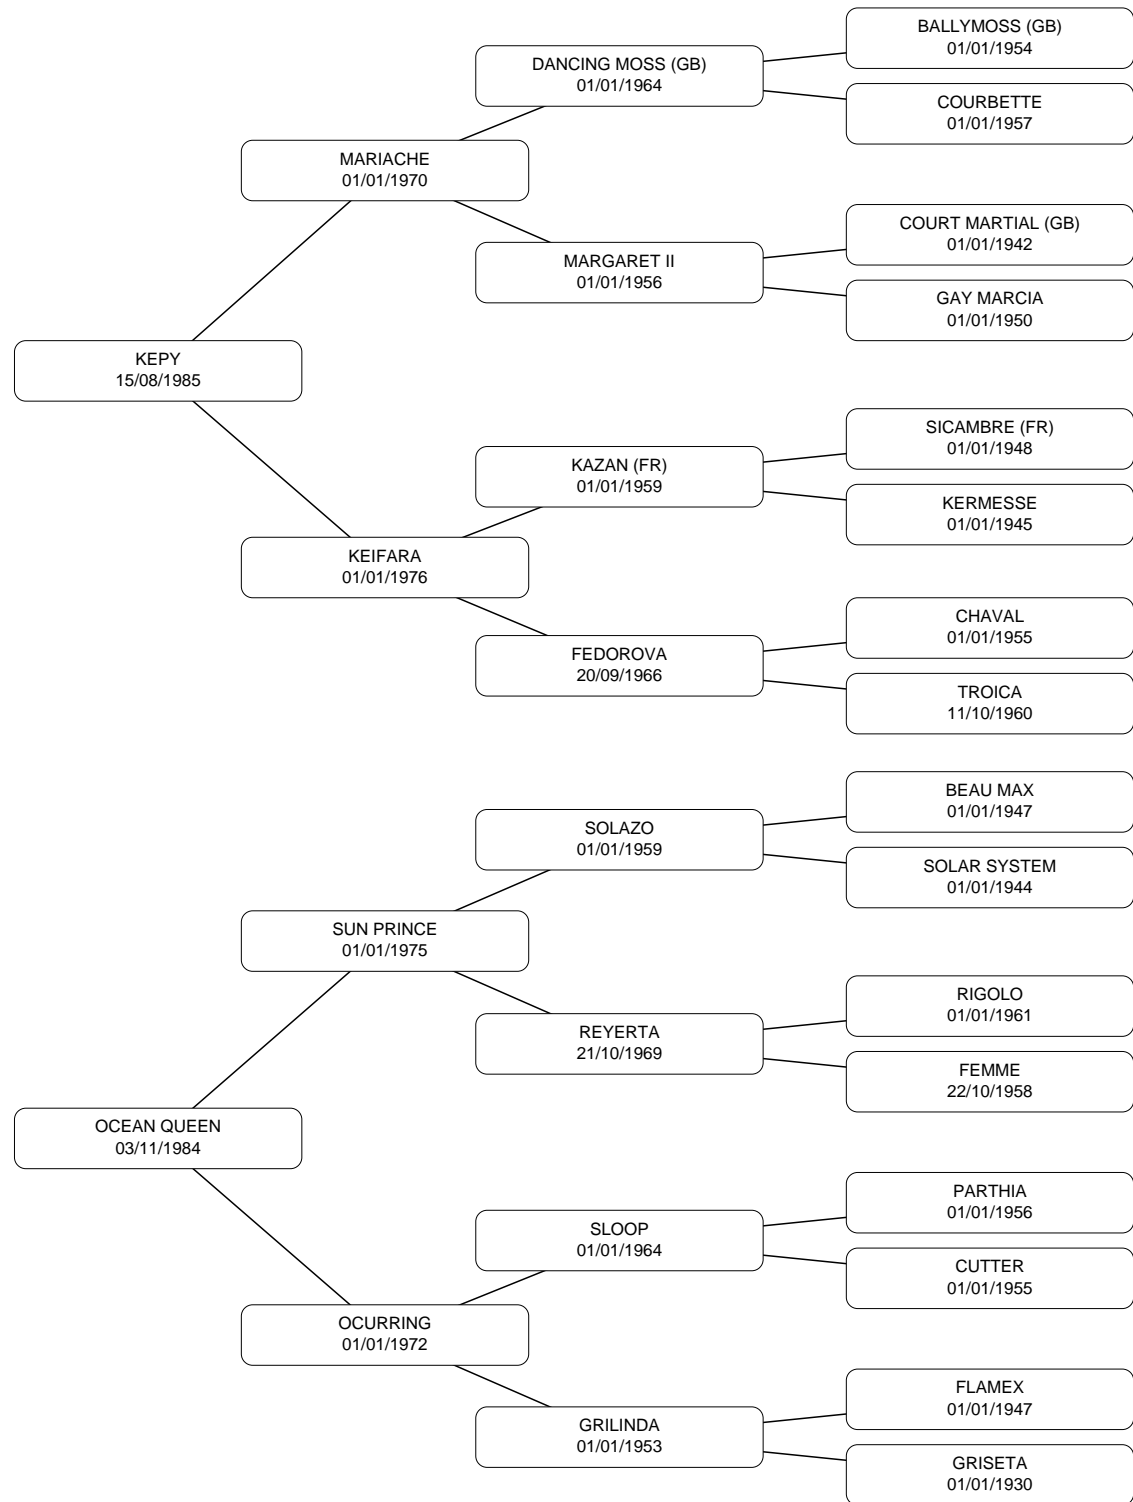 BALLYMOSS (GB)
01/01/1954
DANCING MOSS (GB)
01/01/1964
COURBETTE
01/01/1957
MARIACHE
01/01/1970
COURT MARTIAL (GB)
01/01/1942
MARGARET II
01/01/1956
GAY MARCIA
01/01/1950
KEPY
15/08/1985
SICAMBRE (FR)
01/01/1948
KAZAN (FR)
01/01/1959
KERMESSE
01/01/1945
KEIFARA
01/01/1976
CHAVAL
01/01/1955
FEDOROVA
20/09/1966
TROICA
11/10/1960
BEAU MAX
01/01/1947
SOLAZO
01/01/1959
SOLAR SYSTEM
01/01/1944
SUN PRINCE
01/01/1975
RIGOLO
01/01/1961
REYERTA
21/10/1969
FEMME
22/10/1958
OCEAN QUEEN
03/11/1984
PARTHIA
01/01/1956
SLOOP
01/01/1964
CUTTER
01/01/1955
OCURRING
01/01/1972
FLAMEX
01/01/1947
GRILINDA
01/01/1953
GRISETA
01/01/1930